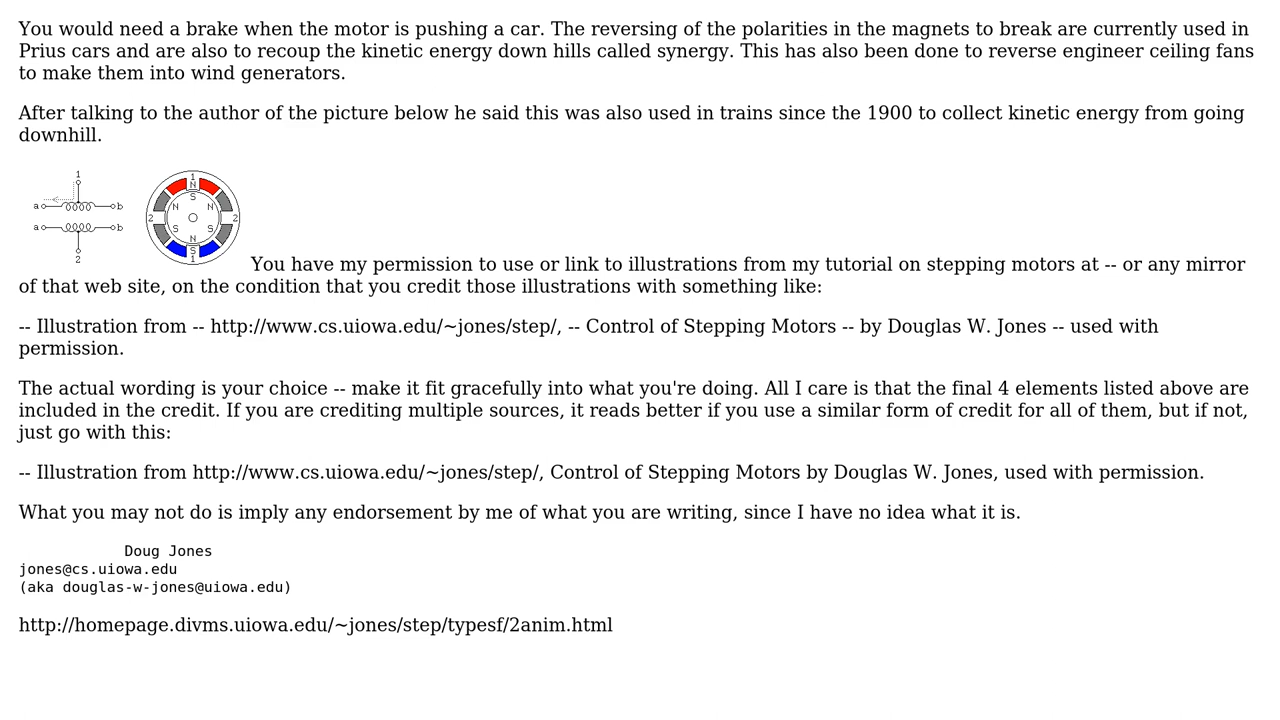 You would need a brake when the motor is pushing a car. The reversing of the polarities in the magnets to break are currently used in
Prius cars and are also to recoup the kinetic energy down hills called synergy. This has also been done to reverse engineer ceiling fans
to make them into wind generators.
After talking to the author of the picture below he said this was also used in trains since the 1900 to collect kinetic energy from going
downhill.
1
a b
a b
2
1
N
S
N N
2 2
S S
N
S
1
You have my permission to use or link to illustrations from my tutorial on stepping motors at -- or any mirror
of that web site, on the condition that you credit those illustrations with something like:
-- Illustration from -- http://www.cs.uiowa.edu/~jones/step/, -- Control of Stepping Motors -- by Douglas W. Jones -- used with
permission.
The actual wording is your choice -- make it fit gracefully into what you're doing. All I care is that the final 4 elements listed above are
included in the credit. If you are crediting multiple sources, it reads better if you use a similar form of credit for all of them, but if not,
just go with this:
-- Illustration from http://www.cs.uiowa.edu/~jones/step/, Control of Stepping Motors by Douglas W. Jones, used with permission.
What you may not do is imply any endorsement by me of what you are writing, since I have no idea what it is.
Doug Jones
jones@cs.uiowa.edu
(aka douglas-w-jones@uiowa.edu)
http://homepage.divms.uiowa.edu/~jones/step/typesf/2anim.html